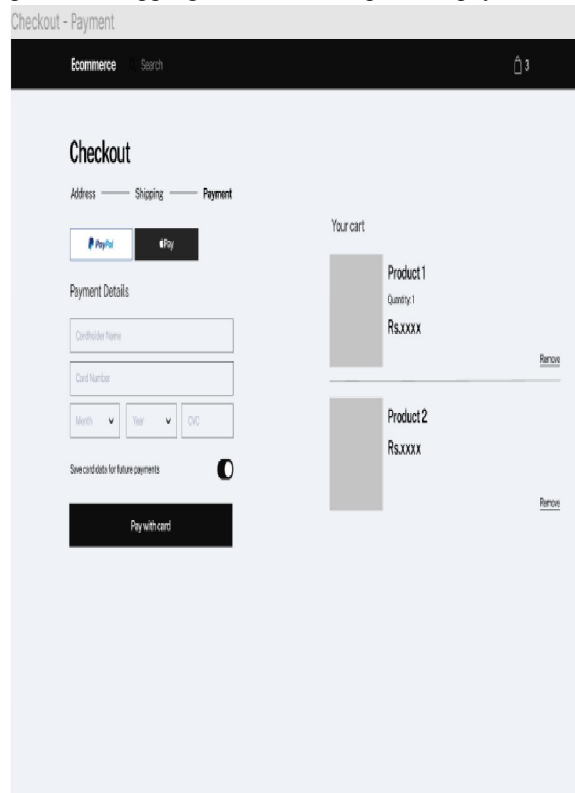 Checkout - Payment
Ecommerce Search 3
Checkout
Address Shipping Payment
PayPal Pay
Payment Details
Cardholder Name
Card Number
Month Year CVC
Save card data for future payments
Pay with card
Your cart
Product 1
Quantity: 1
Rs.xxxx
Remove
Product 2
Rs.xxxx
Remove